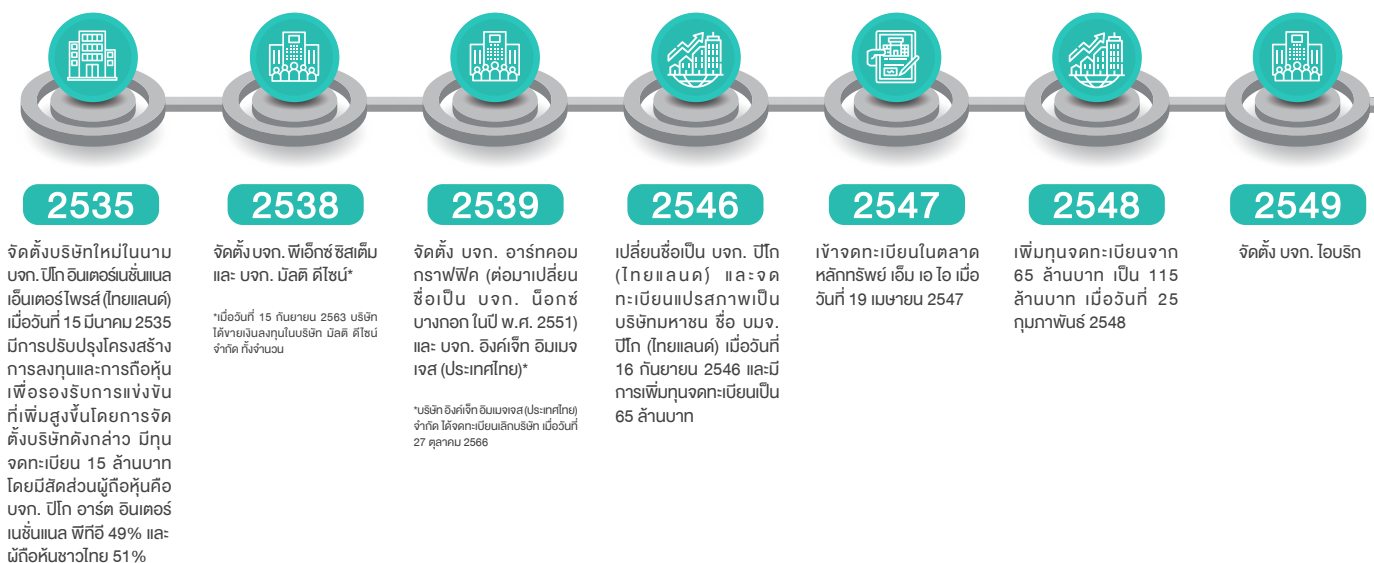 2535
จัดตั้งบริษัทใหม่ในนาม
บจก. ปิโก อินเตอร์เนชั่นแนล
เอ็นเตอร์ไพรส์ (ไทยแลนด์)
เมื่อวันที่ 15 มีนาคม 2535
มีการปรับปรุงโครงสร้าง
การลงทุนและการถือหุ้น
เพื่อรองรับการแข่งขัน
ที่เพิ่มสูงขึ้นโดยการจัด
ตั้งบริษัทดังกล่าว มีทุน
จดทะเบียน 15 ล้านบาท
โดยมีสัดส่วนผู้ถือหุ้นคือ
บจก. ปิโก อาร์ต อินเตอร์
เนชั่นแนล พีทีอี 49% และ
ผู้ถือหุ้นชาวไทย 51%
2538
จัดตั้ง บจก. พีเอ็กซ์ ซิสเต็ม
และ บจก. มัลติ ดีไซน์*
*เมื่อวันที่ 15 กันยายน 2563 บริษัท
ได้ขายเงินลงทุนในบริษัท มัลติ ดีไซน์
จำกัด ทั้งจำนวน
2539
จัดตั้ง บจก. อาร์ทคอม
กราฟฟิค (ต่อมาเปลี่ยน
ชื่อเป็น บจก. น็อกซ์
บางกอก ในปี พ.ศ. 2551)
และ บจก. อิงค์เจ็ท อิมเมจ
เจส (ประเทศไทย)*
*บริษัท อิงค์เจ็ท อิมเมจเจส (ประเทศไทย)
จำกัด ได้จดทะเบียนเลิกบริษัท เมื่อวันที่
27 ตุลาคม 2566
2546
เปลี่ยนชื่อเป็น บจก. ปิโก
(ไทยแลนด์) และจด
ทะเบียนแปรสภาพเป็น
บริษัทมหาชน ชื่อ บมจ.
ปิโก (ไทยแลนด์) เมื่อวันที่
16 กันยายน 2546 และมี
การเพิ่มทุนจดทะเบียนเป็น
65 ล้านบาท
2547
เข้าจดทะเบียนในตลาด
หลักทรัพย์ เอ็ม เอ ไอ เมื่อ
วันที่ 19 เมษายน 2547
2548
เพิ่มทุนจดทะเบียนจาก
65 ล้านบาท เป็น 115
ล้านบาท เมื่อวันที่ 25
กุมภาพันธ์ 2548
2549
จัดตั้ง บจก. ไอบริก